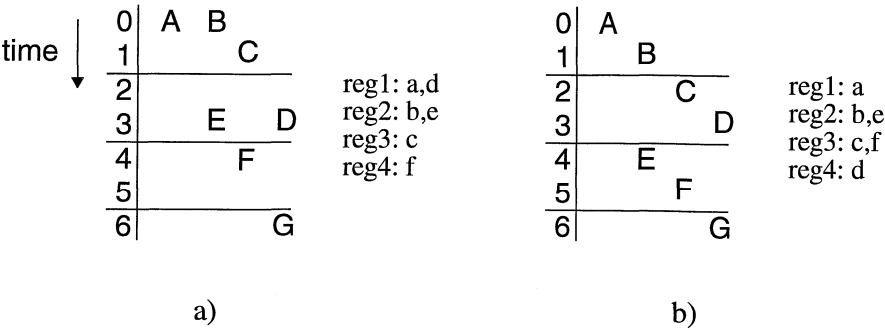 time
0 A B
1 C
2
3 E D
4 F
5
6 G
reg1: a,d
reg2: b,e
reg3: c
reg4: f
a)
0 A
1 B
2 C
3 D
4 E
5 F
6 G
reg1: a
reg2: b,e
reg3: c,f
reg4: d
b)